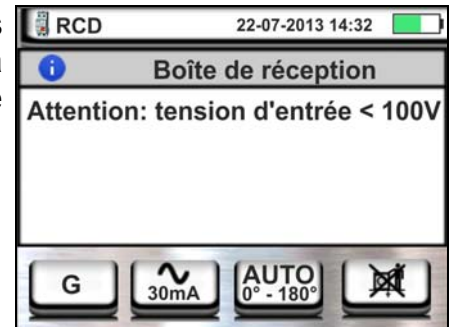 RCD 22-07-2013 14:32
Boîte de réception
Attention: tension d'entrée < 100V
G
30mA
AUTO
0° - 180°